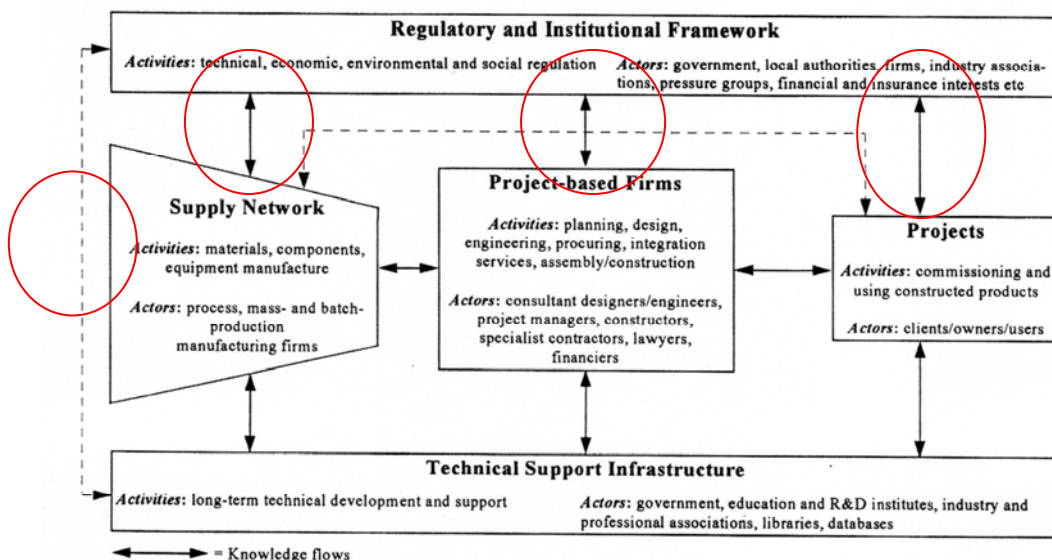 Regulatory and Institutional Framework
Activities: technical, economic, environmental and social regulation
Actors: government, local authorities, firms, industry associa-
tions, pressure groups, financial and insurance interests etc
Supply Network
Activities: materials, components,
equipment manufacture
Actors: process, mass- and batch-
production
manufacturing firms
Project-based Firms
Activities: planning, design,
engineering, procuring, integration
services, assembly/construction
Actors: consultant designers/engineers,
project managers, constructors,
specialist contractors, lawyers,
financiers
Projects
Activities: commissioning and
using constructed products
Actors: clients/owners/users
Technical Support Infrastructure
Activities: long-term technical development and support
Actors: government, education and R&D institutes, industry and
professional associations, libraries, databases
= Knowledge flows